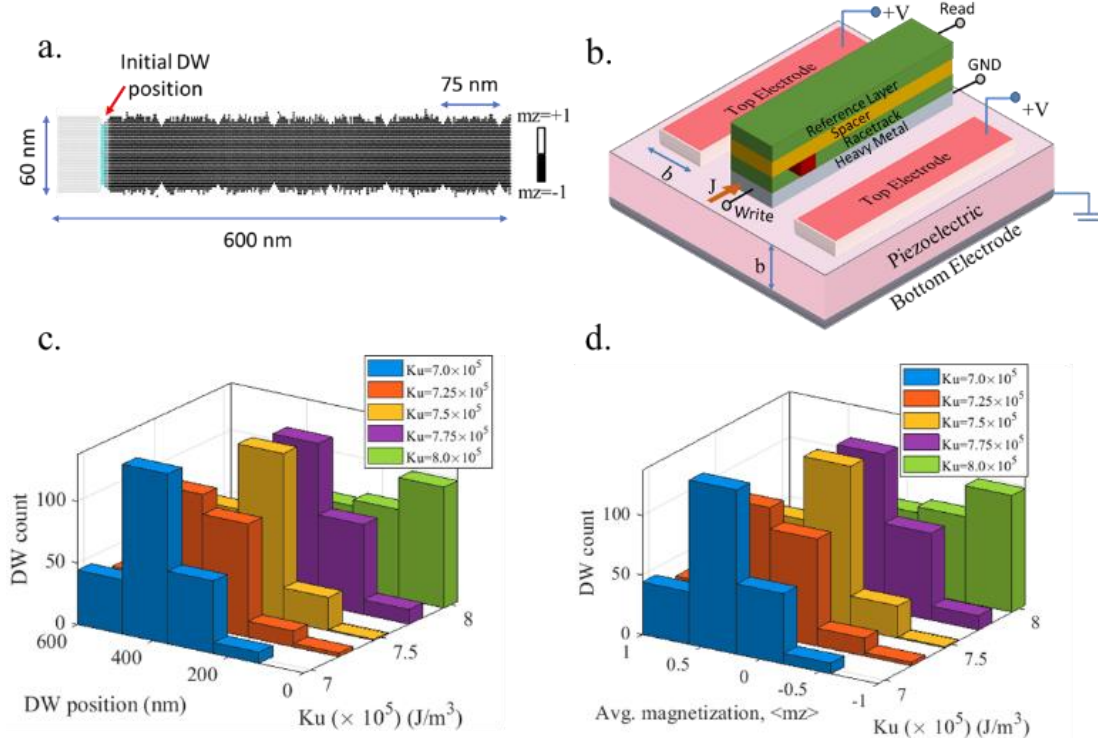 a.
Initial DW
position
75 nm
mz=+1
60 nm
mz=-1
600 nm
b.
+V
Read
GND
+V
Top Electrode
Reference Layer
Spacer
Racetrack
Heavy Metal
b
J
Write
Top Electrode
b
Piezoelectric
Bottom Electrode
c.
Ku=7.0×10⁵
Ku=7.25×10⁵
Ku=7.5×10⁵
Ku=7.75×10⁵
Ku=8.0×10⁵
DW count
100
50
0
600
400
200
0
7
7.5
8
DW position (nm)
Ku (× 10⁵) (J/m³)
d.
Ku=7.0×10⁵
Ku=7.25×10⁵
Ku=7.5×10⁵
Ku=7.75×10⁵
Ku=8.0×10⁵
DW count
100
50
0
1
0.5
0
-0.5
-1
7
7.5
8
Avg. magnetization, <mz>
Ku (× 10⁵) (J/m³)